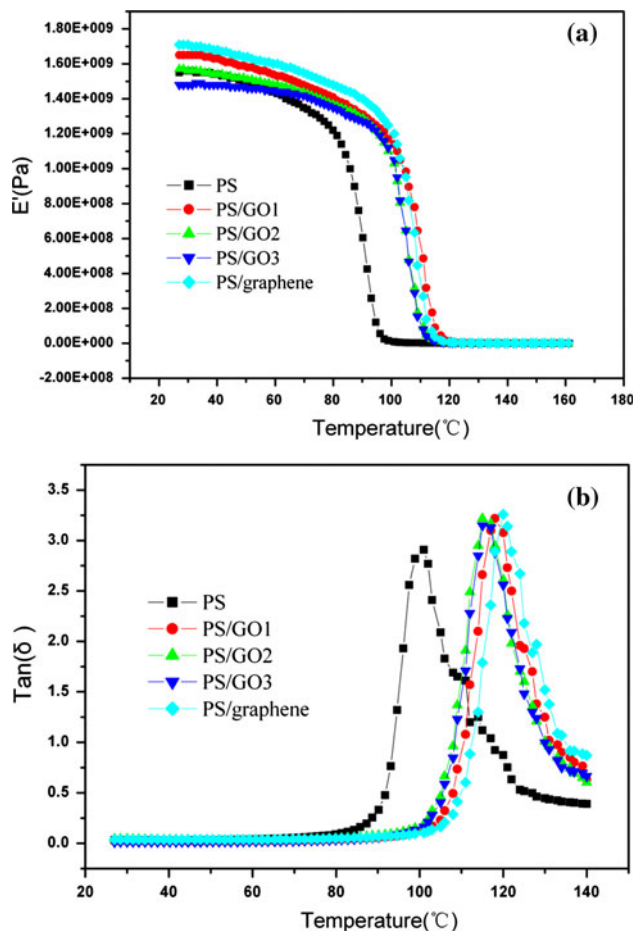 (a)
E'(Pa)
1.80E+009
1.60E+009
1.40E+009
1.20E+009
1.00E+009
8.00E+008
6.00E+008
4.00E+008
2.00E+008
0.00E+000
-2.00E+008
PS
PS/GO1
PS/GO2
PS/GO3
PS/graphene
20 40 60 80 100 120 140 160 180
Temperature(℃)
(b)
Tan(δ)
3.5
3.0
2.5
2.0
1.5
1.0
0.5
0.0
PS
PS/GO1
PS/GO2
PS/GO3
PS/graphene
20 40 60 80 100 120 140
Temperature(℃)